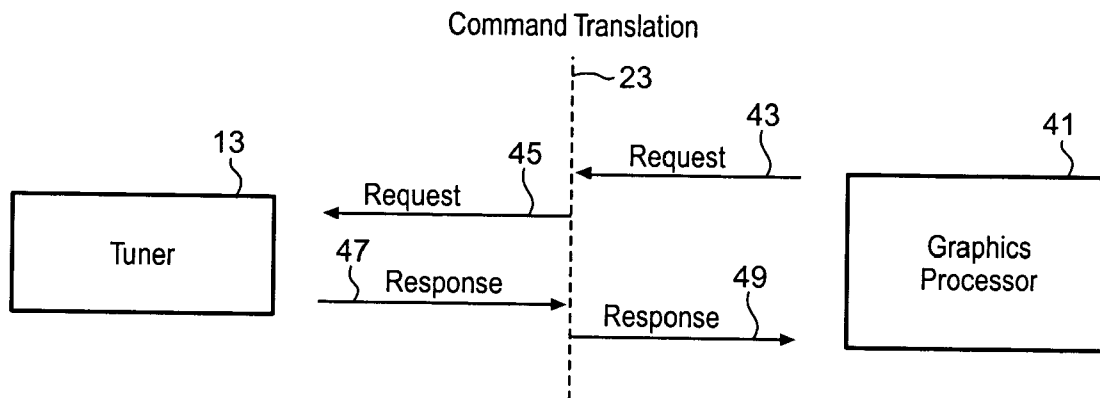 Command Translation
23
43
41
13
45
Request
Request
Tuner
Graphics
Processor
47
Response
49
Response